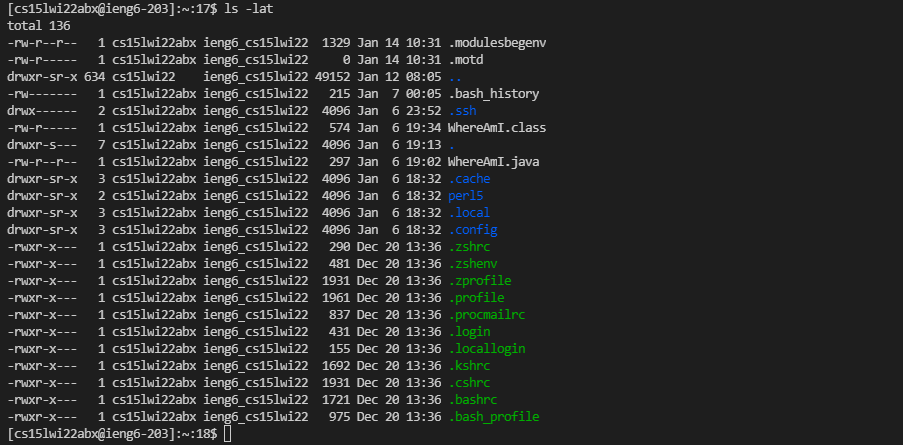 [cs15lwi22abx@ieng6-203]:~:17$ ls -lat
total 136
-rw-r--r--   1 cs15lwi22abx ieng6_cs15lwi22  1329 Jan 14 10:31 .modulesbegenv
-rw-r-----   1 cs15lwi22abx ieng6_cs15lwi22     0 Jan 14 10:31 .motd
drwxr-sr-x 634 cs15lwi22    ieng6_cs15lwi22 49152 Jan 12 08:05 ..
-rw-------   1 cs15lwi22abx ieng6_cs15lwi22   215 Jan  7 00:05 .bash_history
drwx------   2 cs15lwi22abx ieng6_cs15lwi22  4096 Jan  6 23:52 .ssh
-rw-r-----   1 cs15lwi22abx ieng6_cs15lwi22   574 Jan  6 19:34 WhereAmI.class
drwxr-s---   7 cs15lwi22abx ieng6_cs15lwi22  4096 Jan  6 19:13 .
-rw-r--r--   1 cs15lwi22abx ieng6_cs15lwi22   297 Jan  6 19:02 WhereAmI.java
drwxr-sr-x   3 cs15lwi22abx ieng6_cs15lwi22  4096 Jan  6 18:32 .cache
drwxr-sr-x   2 cs15lwi22abx ieng6_cs15lwi22  4096 Jan  6 18:32 perl5
drwxr-sr-x   3 cs15lwi22abx ieng6_cs15lwi22  4096 Jan  6 18:32 .local
drwxr-sr-x   3 cs15lwi22abx ieng6_cs15lwi22  4096 Jan  6 18:32 .config
-rwxr-x---   1 cs15lwi22abx ieng6_cs15lwi22   290 Dec 20 13:36 .zshrc
-rwxr-x---   1 cs15lwi22abx ieng6_cs15lwi22   481 Dec 20 13:36 .zshenv
-rwxr-x---   1 cs15lwi22abx ieng6_cs15lwi22  1931 Dec 20 13:36 .zprofile
-rwxr-x---   1 cs15lwi22abx ieng6_cs15lwi22  1961 Dec 20 13:36 .profile
-rwxr-x---   1 cs15lwi22abx ieng6_cs15lwi22   837 Dec 20 13:36 .procmailrc
-rwxr-x---   1 cs15lwi22abx ieng6_cs15lwi22   431 Dec 20 13:36 .login
-rwxr-x---   1 cs15lwi22abx ieng6_cs15lwi22   155 Dec 20 13:36 .locallogin
-rwxr-x---   1 cs15lwi22abx ieng6_cs15lwi22  1692 Dec 20 13:36 .kshrc
-rwxr-x---   1 cs15lwi22abx ieng6_cs15lwi22  1931 Dec 20 13:36 .cshrc
-rwxr-x---   1 cs15lwi22abx ieng6_cs15lwi22  1721 Dec 20 13:36 .bashrc
-rwxr-x---   1 cs15lwi22abx ieng6_cs15lwi22   975 Dec 20 13:36 .bash_profile
[cs15lwi22abx@ieng6-203]:~:18$